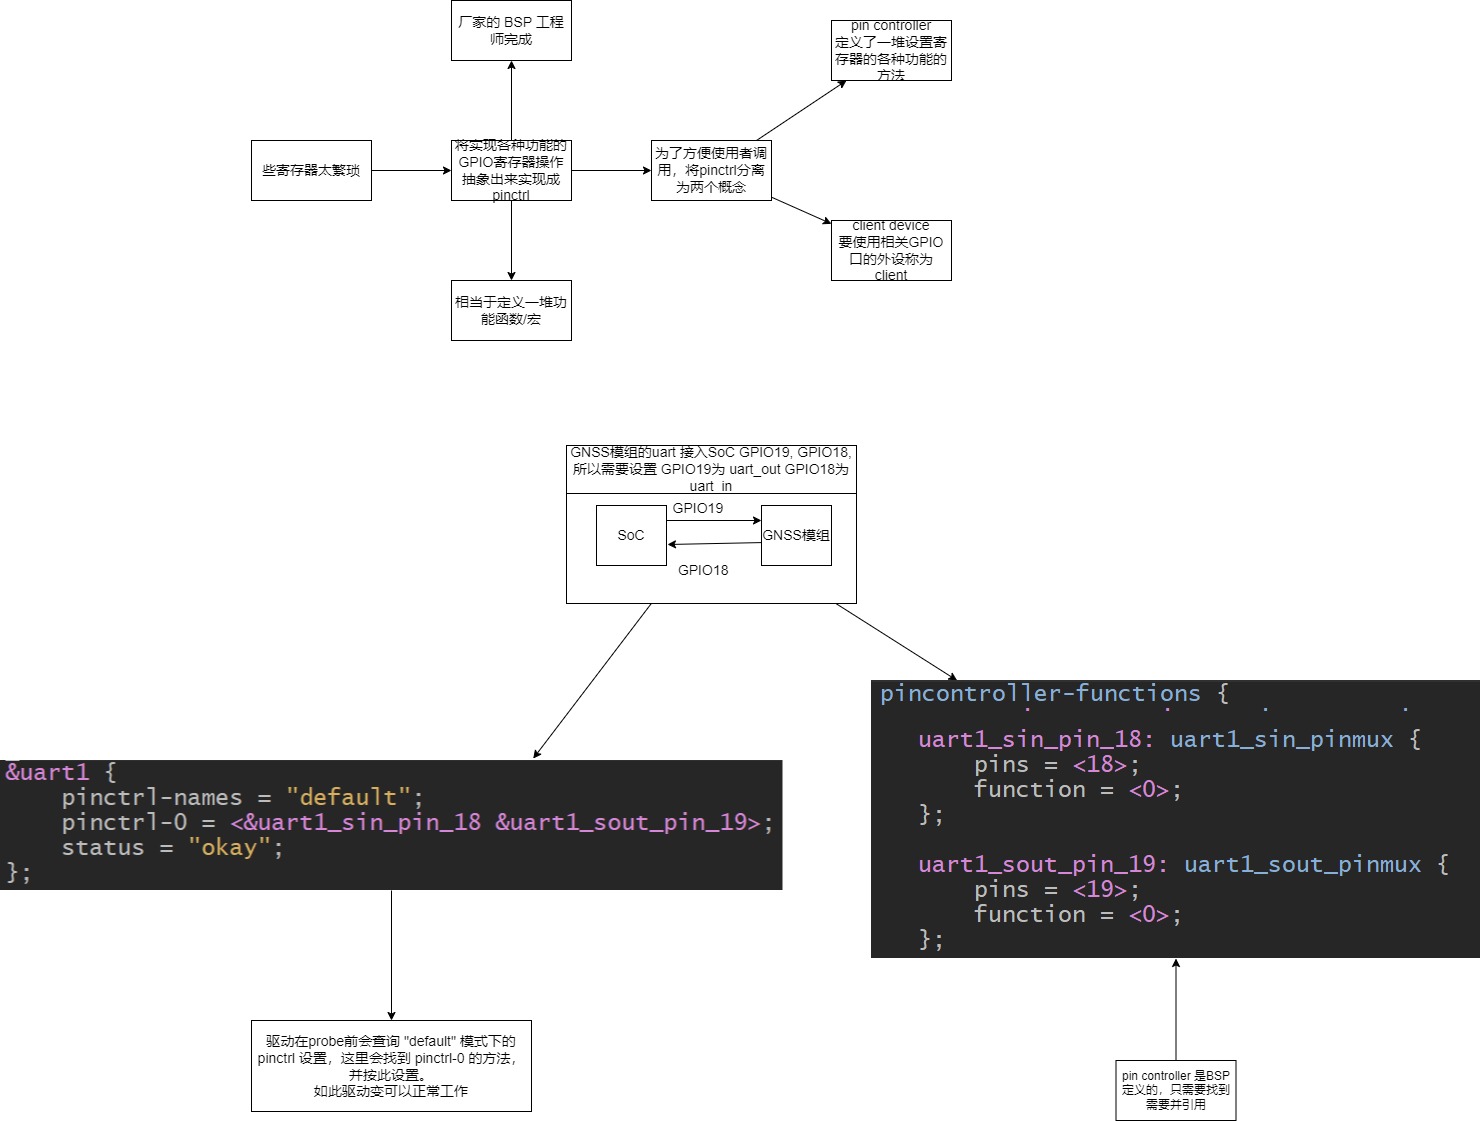 厂家的 BSP 工程
师完成
pin controller
定义了一堆设置寄
存器的各种功能的
方法
些寄存器太繁琐
将实现各种功能的
GPIO寄存器操作
抽象出来实现成
pinctrl
为了方便使用者调
用，将pinctrl分离
为两个概念
client device
要使用相关GPIO
口的外设称为
client
相当于定义一堆功
能函数/宏
GNSS模组的uart 接入SoC GPIO19, GPIO18,
所以需要设置 GPIO19为 uart_out GPIO18为
uart_in
GPIO19
SoC
GNSS模组
GPIO18
pincontroller-functions {
uart1_sin_pin_18: uart1_sin_pinmux {
pins = <18>;
function = <0>;
};
uart1_sout_pin_19: uart1_sout_pinmux {
pins = <19>;
function = <0>;
};
&uart1 {
pinctrl-names = "default";
pinctrl-0 = <&uart1_sin_pin_18 &uart1_sout_pin_19>;
status = "okay";
};
驱动在probe前会查询 "default" 模式下的
pinctrl 设置，这里会找到 pinctrl-0 的方法，
并按此设置。
如此驱动变可以正常工作
pin controller 是BSP
定义的，只需要找到
需要并引用